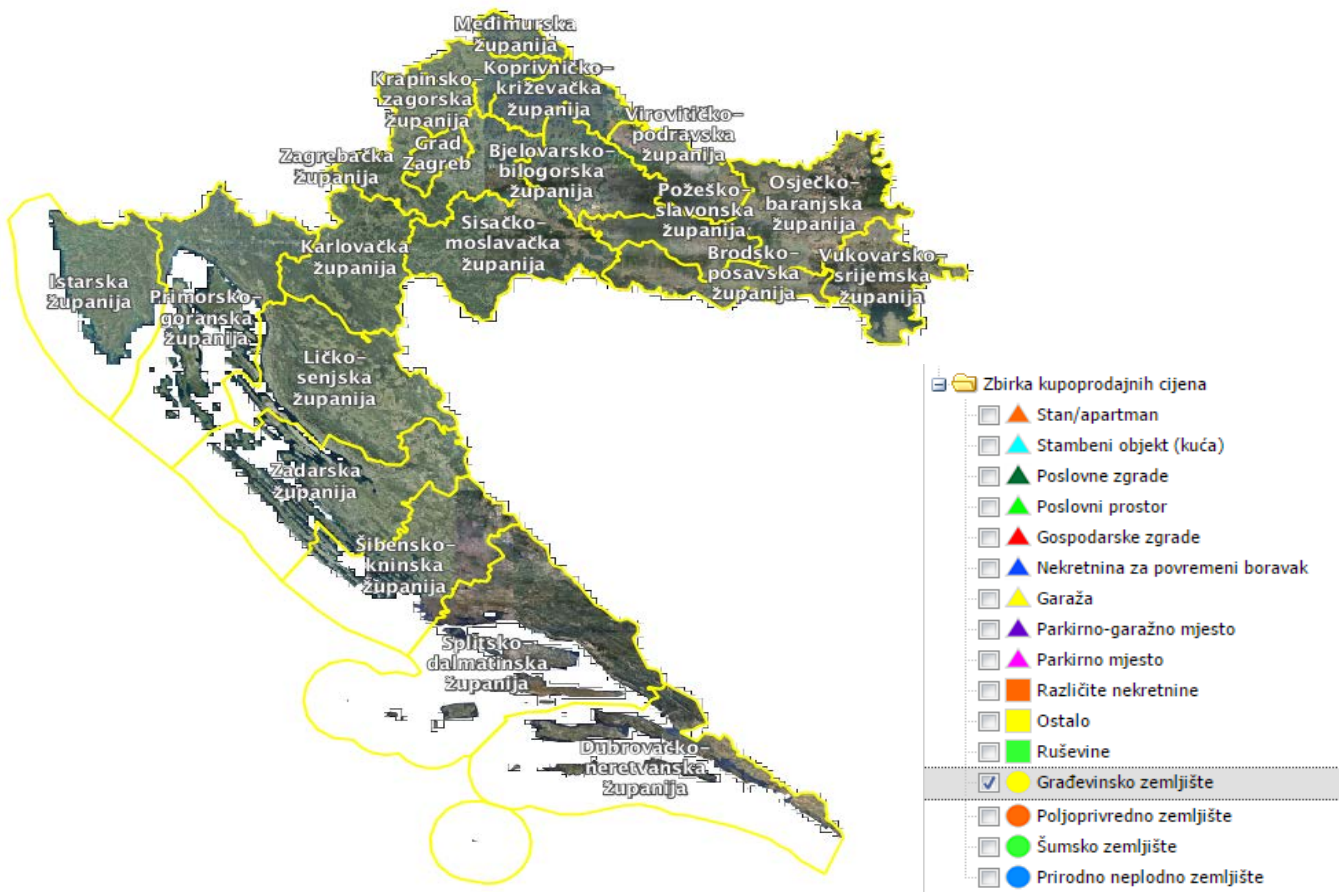 Međimurska
županija
Krapinsko-
zagorska
županija
Koprivničko-
križevačka
županija
Virovitičko-
podravska
županija
Grad
Zagreb
Zagrebačka
županija
Bjelovarsko-
bilogorska
županija
Požeško-
slavonska
županija
Osječko-
baranjska
županija
Sisačko-
moslavačka
županija
Karlovačka
županija
Brodsko-
posavska
županija
Vukovarsko-
srijemska
županija
Istarska
županija
Primorsko-
goranska
županija
Ličko-
senjska
županija
Zadarska
županija
Šibensko-
kninska
županija
Splitsko-
dalmatinska
županija
Dubrovačko-
neretvanska
županija
Zbirka kupoprodajnih cijena
Stan/apartman
Stambeni objekt (kuća)
Poslovne zgrade
Poslovni prostor
Gospodarske zgrade
Nekretnina za povremeni boravak
Garaža
Parkirno-garažno mjesto
Parkirno mjesto
Različite nekretnine
Ostalo
Ruševine
Građevinsko zemljište
Poljoprivredno zemljište
Šumsko zemljište
Prirodno neplodno zemljište